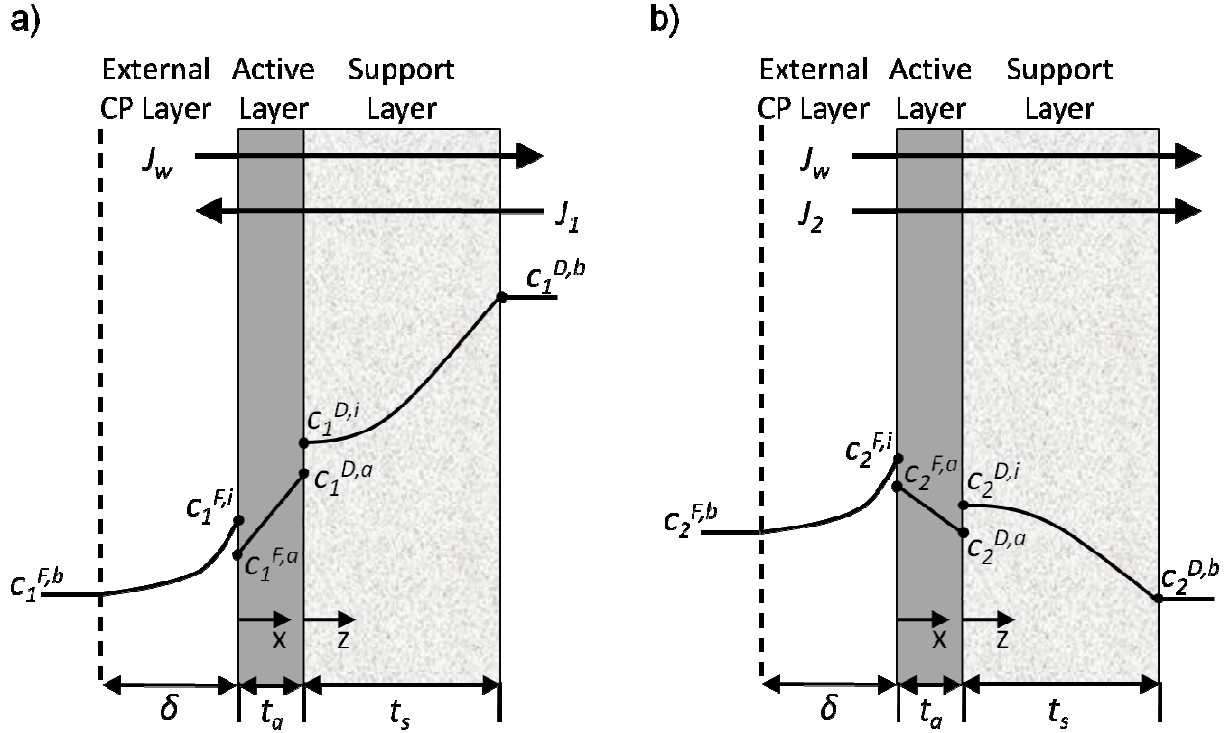 a)
External Active Support
CP Layer Layer Layer
J_w
J_1
c_1^{D,b}
c_1^{D,i}
c_1^{D,a}
c_1^{F,i}
c_1^{F,a}
c_1^{F,b}
x z
δ t_a t_s
b)
External Active Support
CP Layer Layer Layer
J_w
J_2
c_2^{F,i}
c_2^{F,a} c_2^{D,i}
c_2^{F,b}
c_2^{D,a}
c_2^{D,b}
x z
δ t_a t_s